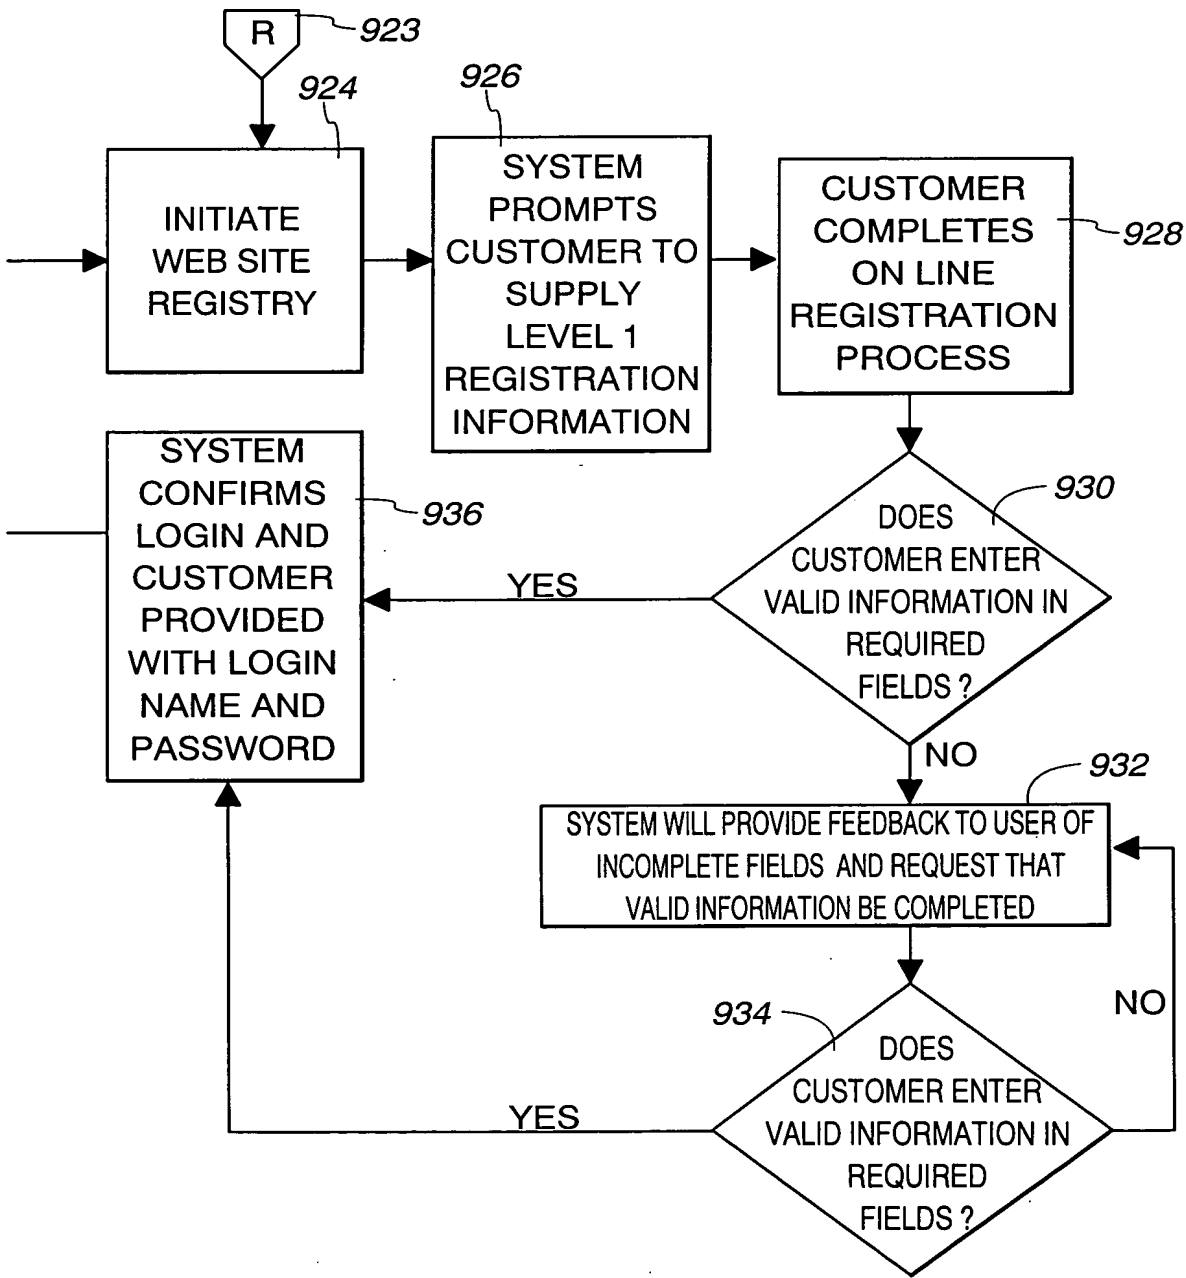 R
923
924
INITIATE
WEB SITE
REGISTRY
926
SYSTEM
PROMPTS
CUSTOMER TO
SUPPLY
LEVEL 1
REGISTRATION
INFORMATION
CUSTOMER
COMPLETES
ON LINE
REGISTRATION
PROCESS
928
930
DOES
CUSTOMER ENTER
VALID INFORMATION IN
REQUIRED
FIELDS ?
YES
SYSTEM
CONFIRMS
LOGIN AND
CUSTOMER
PROVIDED
WITH LOGIN
NAME AND
PASSWORD
936
NO
932
SYSTEM WILL PROVIDE FEEDBACK TO USER OF
INCOMPLETE FIELDS AND REQUEST THAT
VALID INFORMATION BE COMPLETED
934
DOES
CUSTOMER ENTER
VALID INFORMATION IN
REQUIRED
FIELDS ?
NO
YES